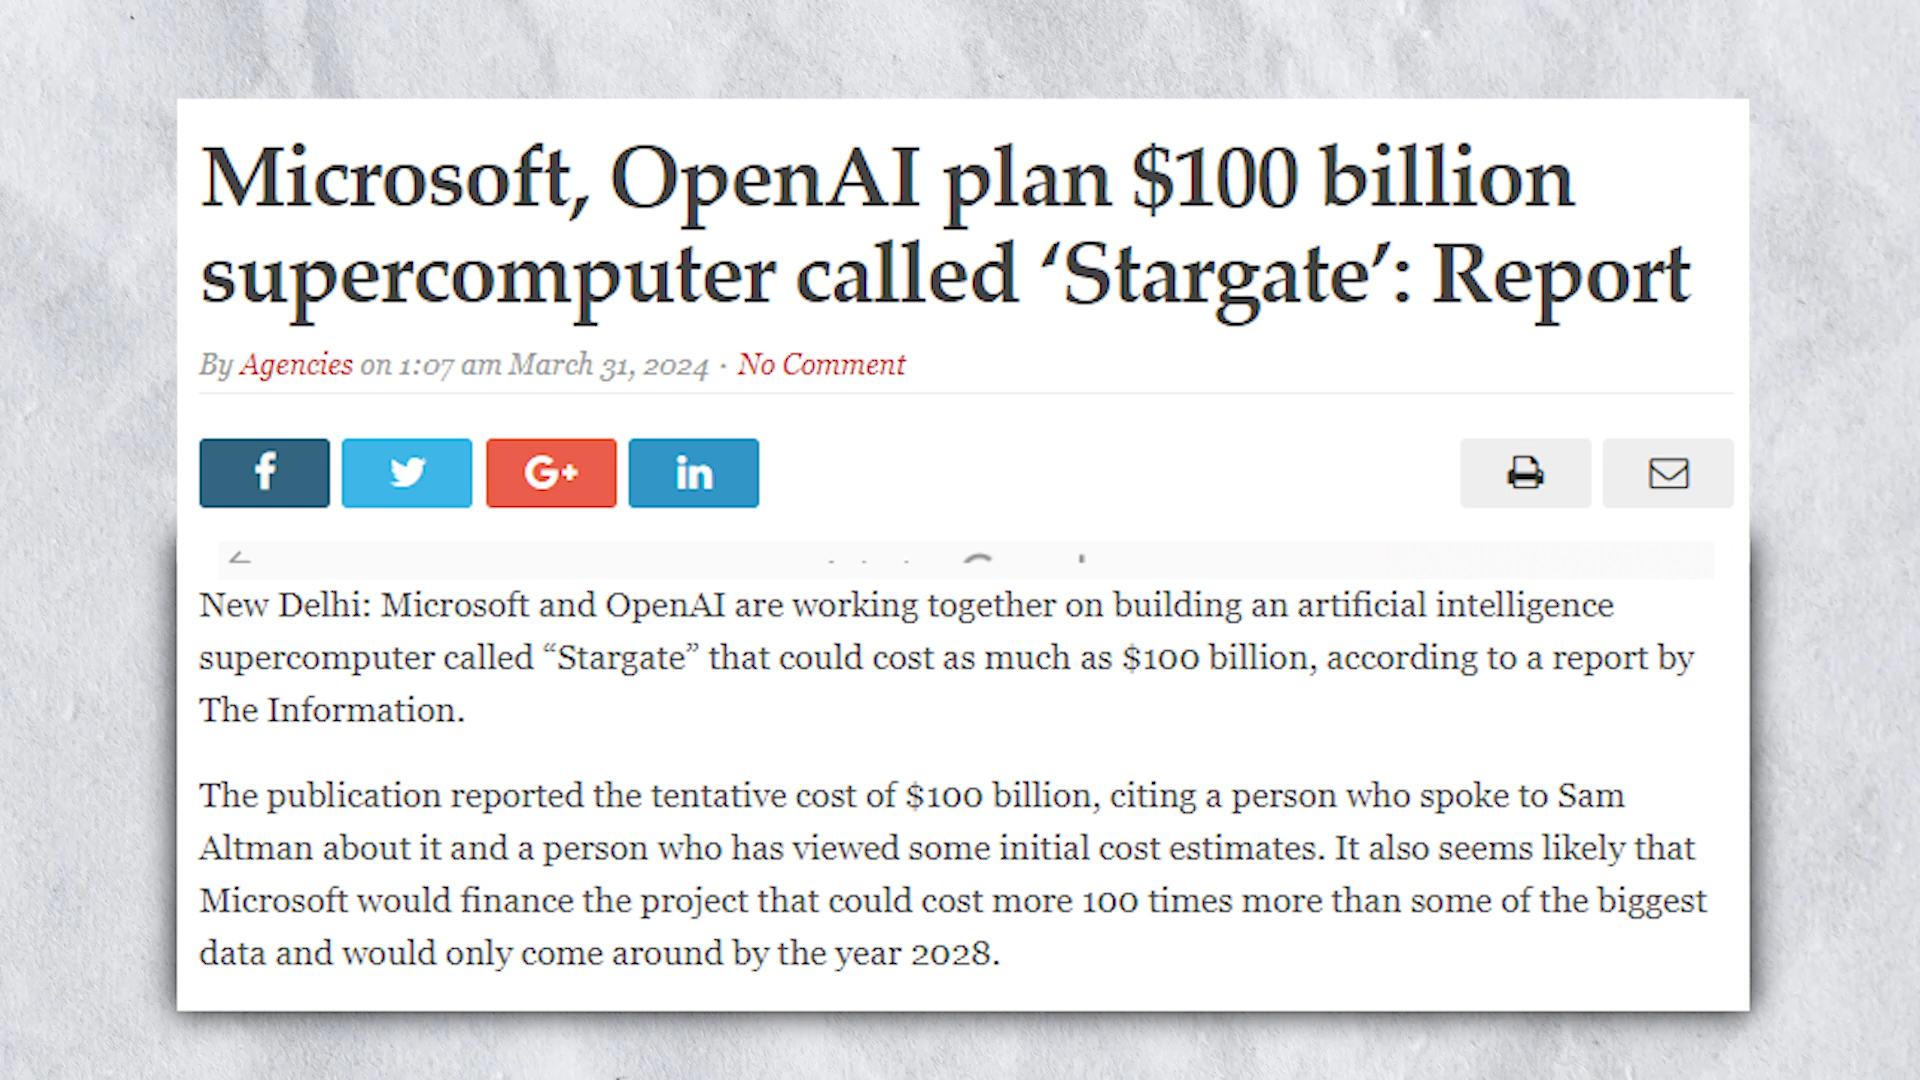 Microsoft, OpenAI plan $100 billion
supercomputer called ‘Stargate’: Report
By Agencies on 1:07 am March 31, 2024 · No Comment
f G+ in
New Delhi: Microsoft and OpenAI are working together on building an artificial intelligence
supercomputer called “Stargate” that could cost as much as $100 billion, according to a report by
The Information.
The publication reported the tentative cost of $100 billion, citing a person who spoke to Sam
Altman about it and a person who has viewed some initial cost estimates. It also seems likely that
Microsoft would finance the project that could cost more 100 times more than some of the biggest
data and would only come around by the year 2028.